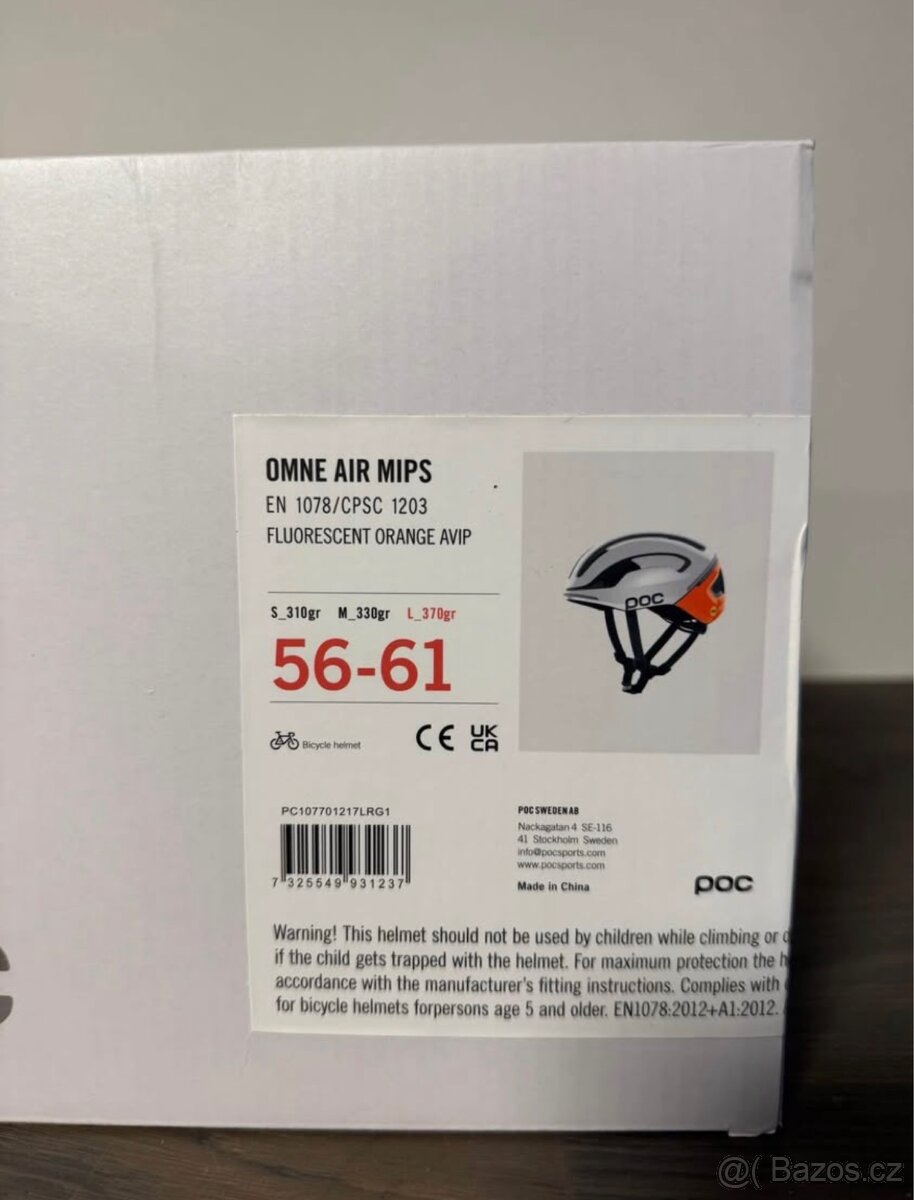 OMNE AIR MIPS
EN 1078/CPSC 1203
FLUORESCENT ORANGE AVIP
S_310gr M_330gr L_370gr
56-61
Bicycle helmet
CE UK CA
poc
PC107701217LRG1
7 325549 931237
POC SWEDEN AB
Nackagatan 4 SE-116
41 Stockholm Sweden
info@pocsports.com
www.pocsports.com
Made in China
poc
Warning! This helmet should not be used by children while climbing or
if the child gets trapped with the helmet. For maximum protection the
accordance with the manufacturer's fitting instructions. Complies with
for bicycle helmets forpersons age 5 and older. EN1078:2012+A1:2012.
@( Bazos.cz